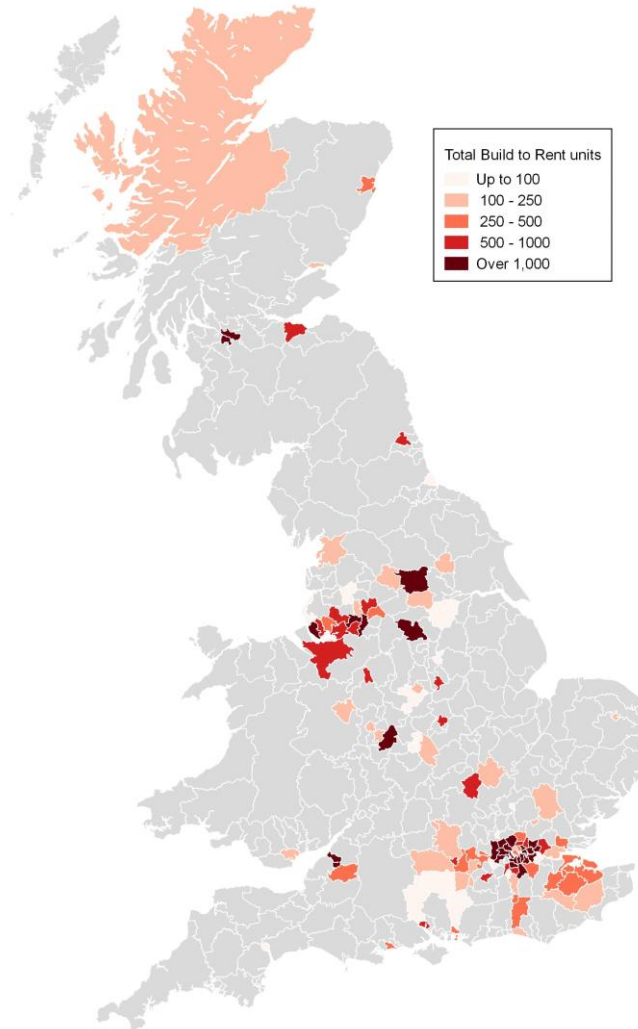 Total Build to Rent units
Up to 100
100 - 250
250 - 500
500 - 1000
Over 1,000